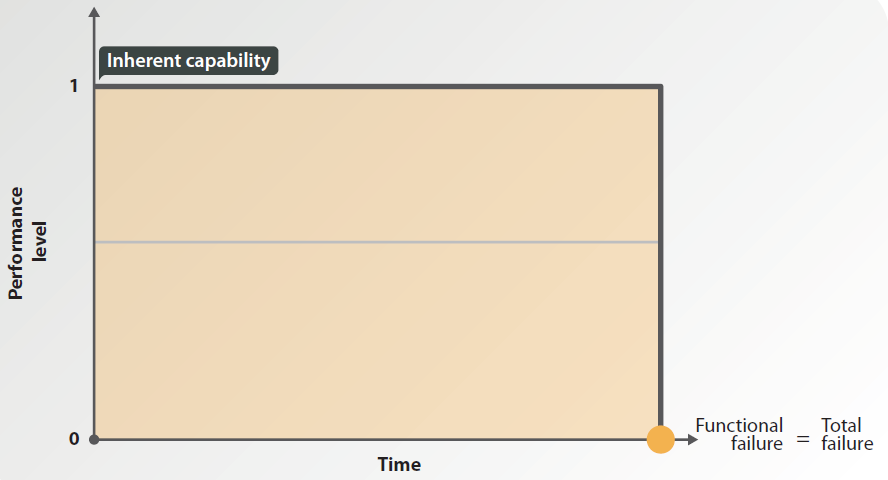 Inherent capability
1
Performance
level
0
Time
Functional
failure
=
Total
failure